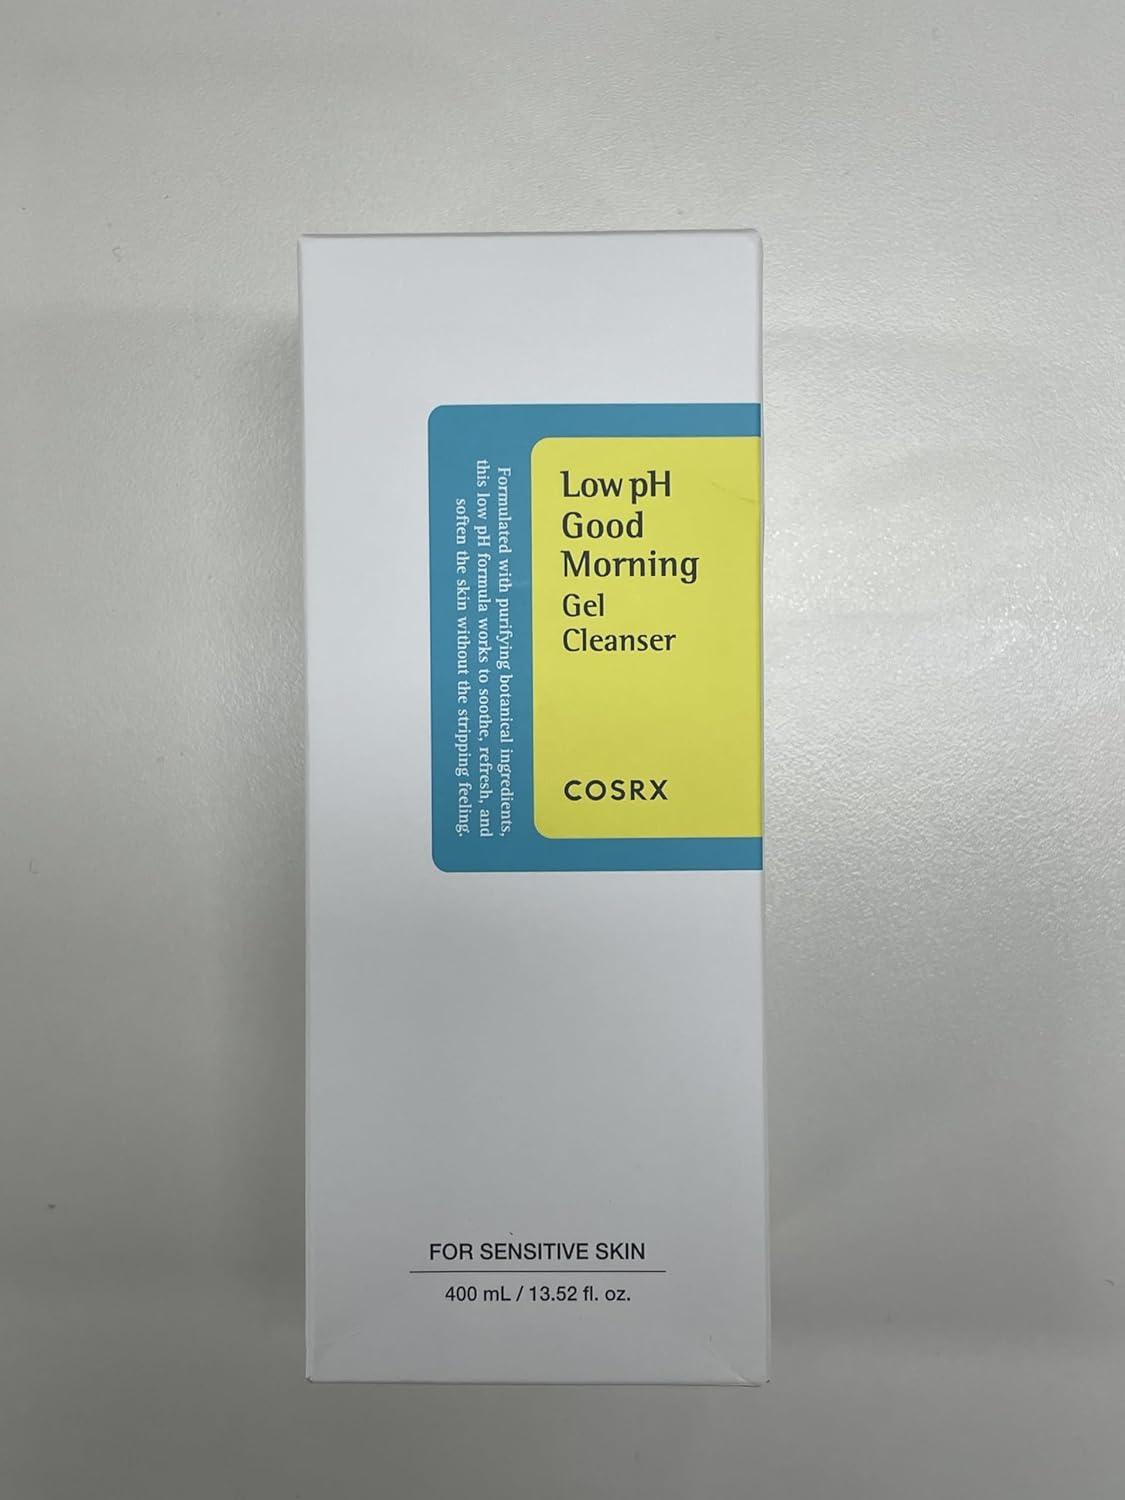 Low pH
Good
Morning
Gel
Cleanser
COSRX
Formulated with purifying botanical ingredients,
this low pH formula works to soothe, refresh, and
soften the skin without the stripping feeling.
FOR SENSITIVE SKIN
400 mL / 13.52 fl. oz.